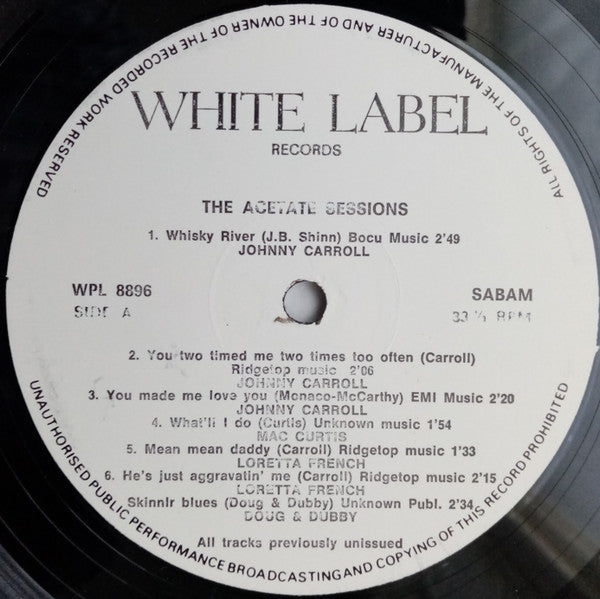 ALL RIGHTS OF THE MANUFACTURER AND OF THE OWNER OF THE RECORDED WORK RESERVED
WHITE LABEL
RECORDS
THE ACETATE SESSIONS
1. Whisky River (J.B. Shinn) Bocu Music 2'49
JOHNNY CARROLL
WPL 8896
SABAM
SIDE A
33 ⅓ RPM
2. You two timed me two times too often (Carroll)
Ridgetop music 2'06
JOHNNY CARROLL
3. You made me love you (Monaco-McCarthy) EMI Music 2'20
JOHNNY CARROLL
4. What'll I do (Curtis) Unknown music 1'54
MAC CURTIS
5. Mean mean daddy (Carroll) Ridgetop music 1'33
LORETTA FRENCH
6. He's just aggravatin' me (Carroll) Ridgetop music 2'15
LORETTA FRENCH
Skinnlr blues (Doug & Dubby) Unknown Publ. 2'34
DOUG & DUBBY
All tracks previously unissued
UNAUTHORISED PUBLIC PERFORMANCE BROADCASTING AND COPYING OF THIS RECORD PROHIBITED